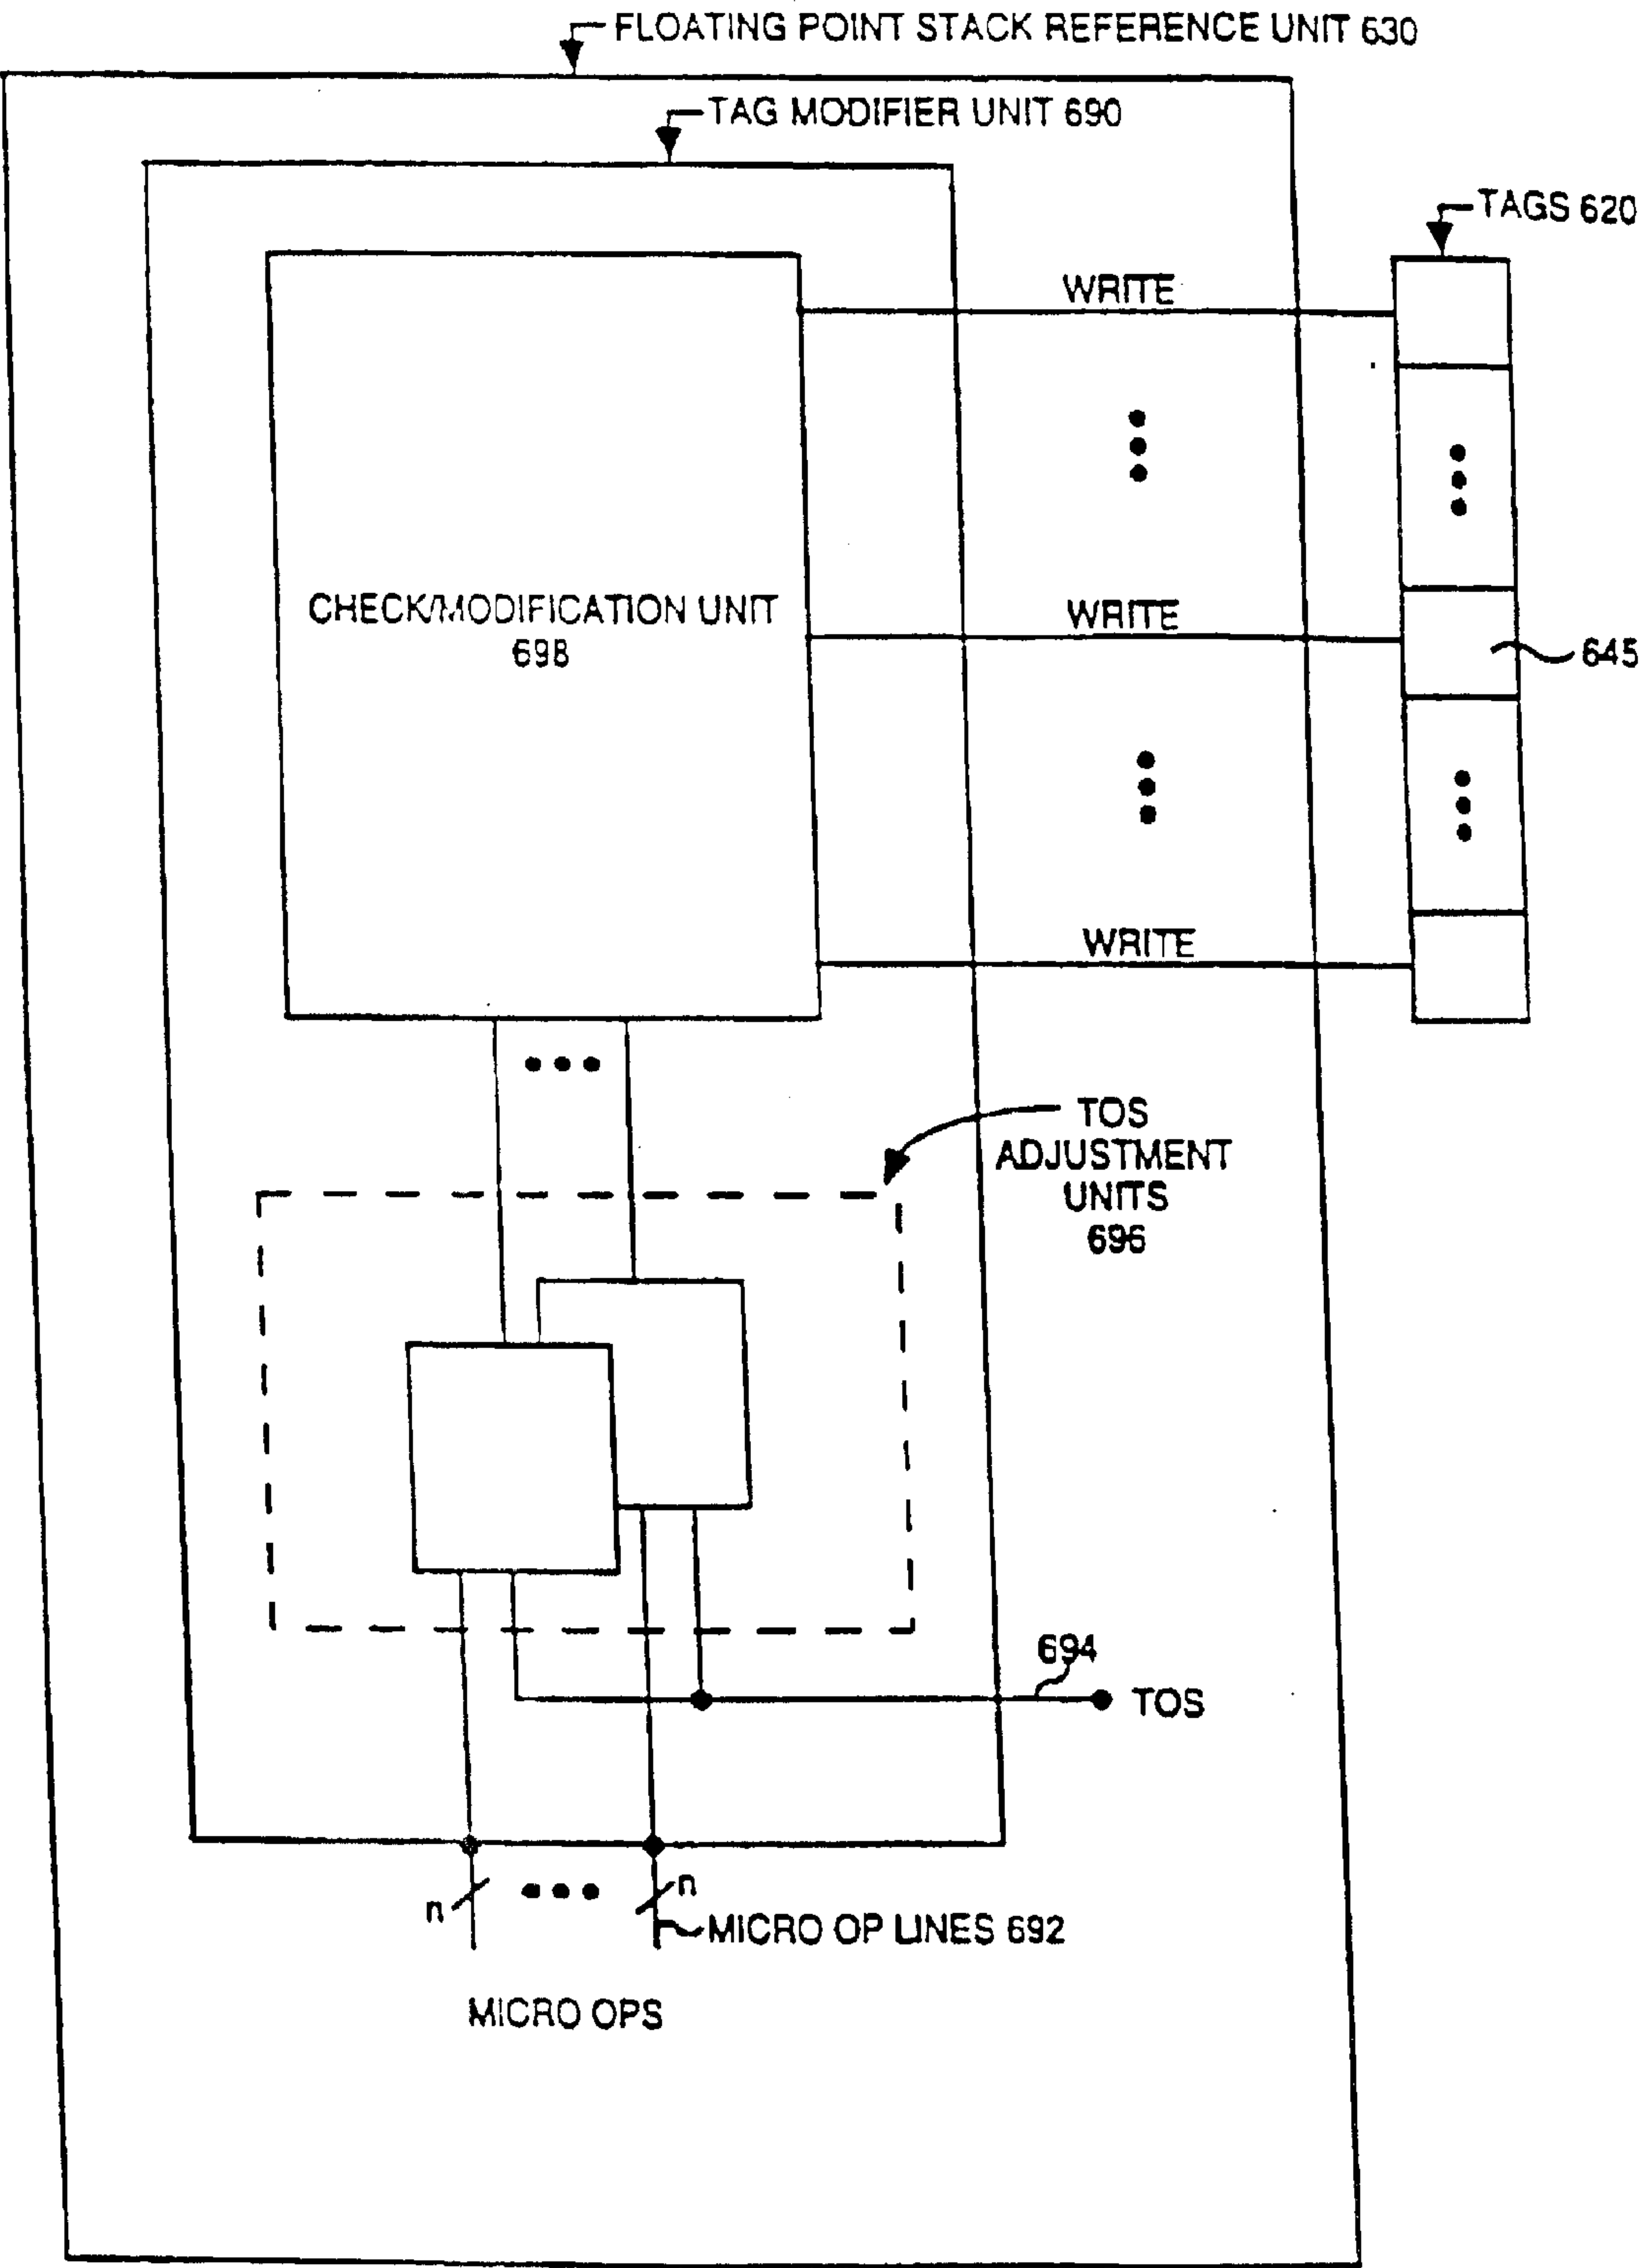 FLOATING POINT STACK REFERENCE UNIT 630
TAG MODIFIER UNIT 690
TAGS 620
WRITE
CHECK/MODIFICATION UNIT
698
WRITE
645
WRITE
TOS
ADJUSTMENT
UNITS
696
694
TOS
n
n
MICRO OP LINES 692
MICRO OPS